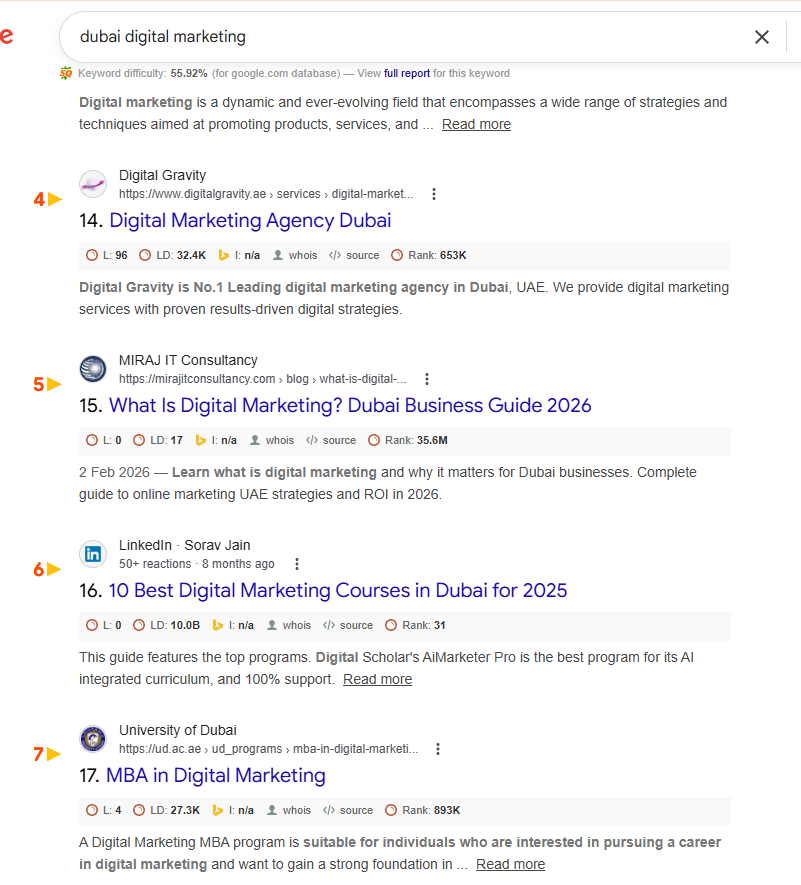 e
dubai digital marketing
Keyword difficulty: 55.92% (for google.com database) — View full report for this keyword
Digital marketing is a dynamic and ever-evolving field that encompasses a wide range of strategies and
techniques aimed at promoting products, services, and ... Read more
4
Digital Gravity
https://www.digitalgravity.ae › services › digital-market...
14. Digital Marketing Agency Dubai
L: 96 LD: 32.4K I: n/a whois </> source Rank: 653K
Digital Gravity is No.1 Leading digital marketing agency in Dubai, UAE. We provide digital marketing
services with proven results-driven digital strategies.
5
MIRAJ IT Consultancy
https://mirajitconsultancy.com › blog › what-is-digital-...
15. What Is Digital Marketing? Dubai Business Guide 2026
L: 0 LD: 17 I: n/a whois </> source Rank: 35.6M
2 Feb 2026 — Learn what is digital marketing and why it matters for Dubai businesses. Complete
guide to online marketing UAE strategies and ROI in 2026.
6
LinkedIn · Sorav Jain
50+ reactions · 8 months ago
16. 10 Best Digital Marketing Courses in Dubai for 2025
L: 0 LD: 10.0B I: n/a whois </> source Rank: 31
This guide features the top programs. Digital Scholar's AiMarketer Pro is the best program for its AI
integrated curriculum, and 100% support. Read more
7
University of Dubai
https://ud.ac.ae › ud_programs › mba-in-digital-marketi...
17. MBA in Digital Marketing
L: 4 LD: 27.3K I: n/a whois </> source Rank: 893K
A Digital Marketing MBA program is suitable for individuals who are interested in pursuing a career
in digital marketing and want to gain a strong foundation in ... Read more